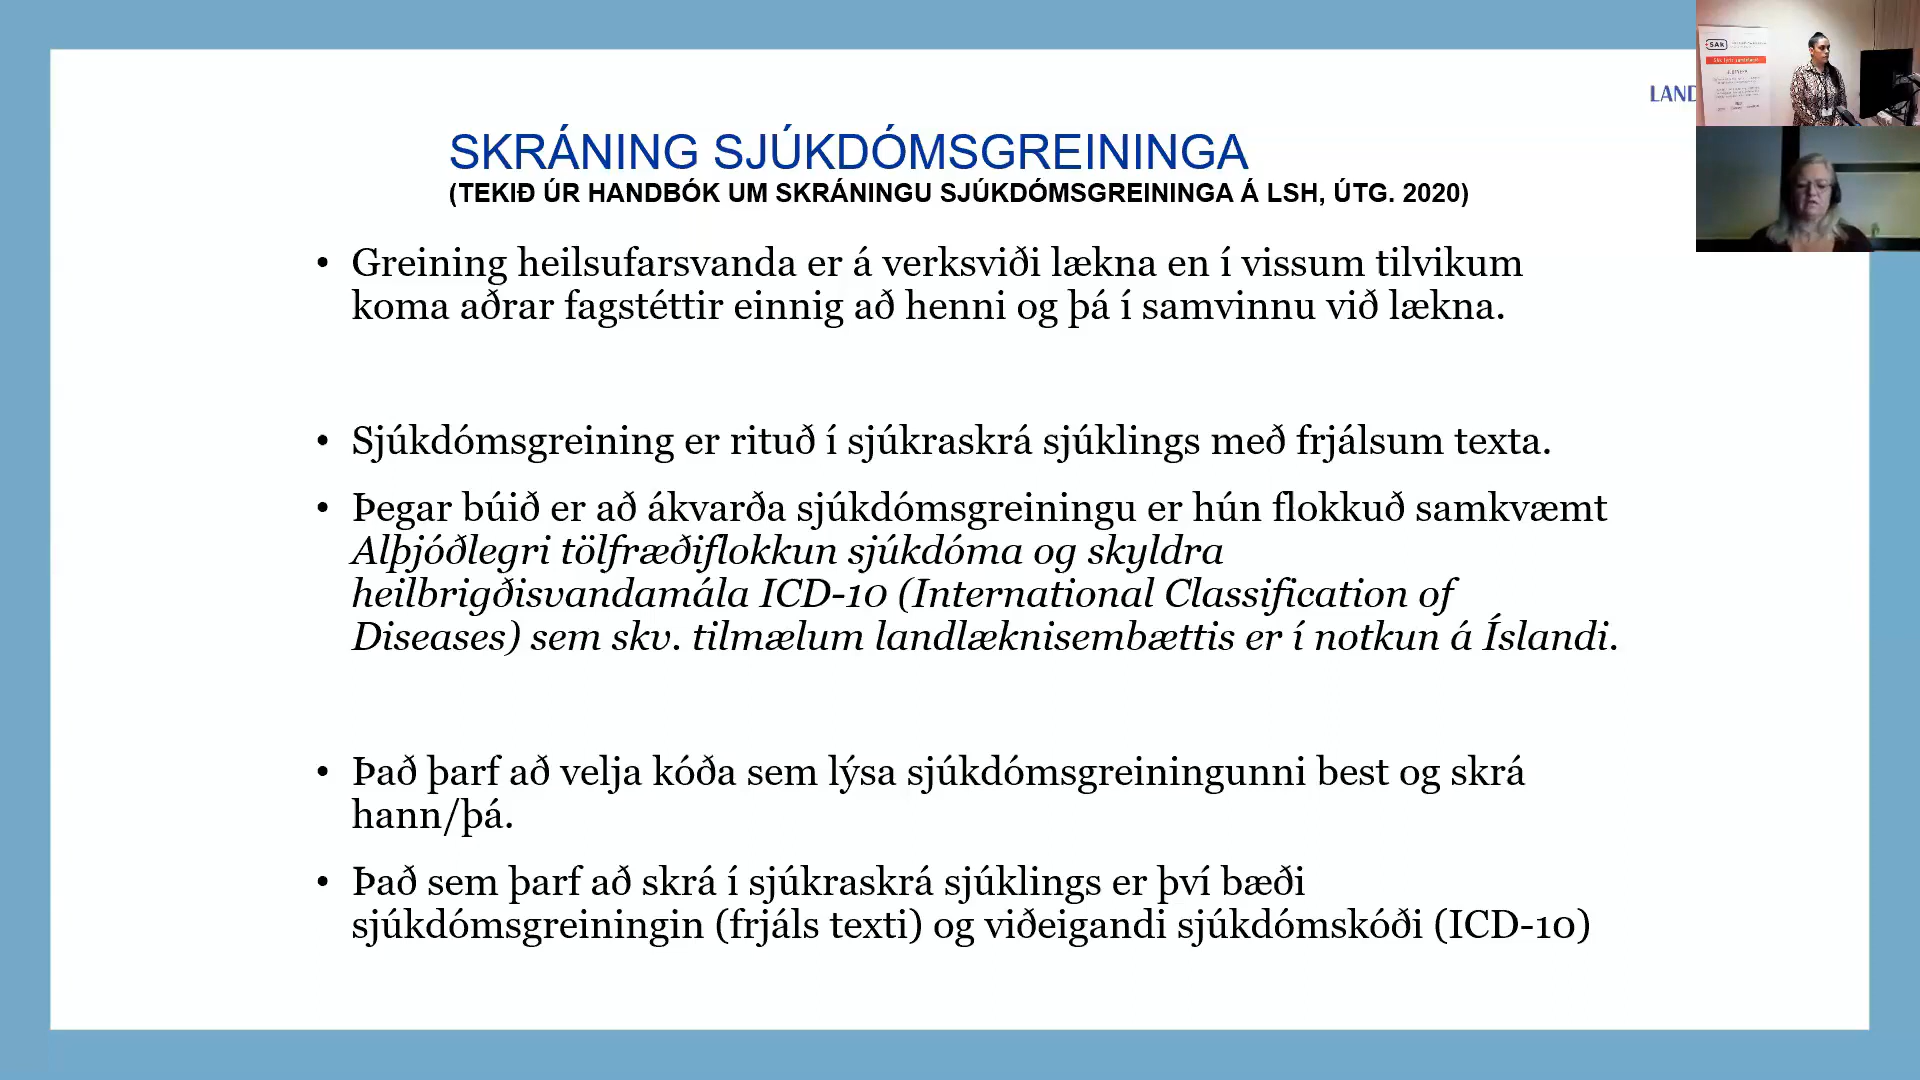 LAND
SAK
SKRÁNING SJÚKDÓMSGREININGA
(TEKIÐ ÚR HANDBÓK UM SKRÁNINGU SJÚKDÓMSGREININGA Á LSH, ÚTG. 2020)
• Greining heilsufarsvanda er á verksviði lækna en í vissum tilvikum
koma aðrar fagstéttir einnig að henni og þá í samvinnu við lækna.
• Sjúkdómsgreining er rituð í sjúkraskrá sjúklings með frjálsum texta.
• Þegar búið er að ákvarða sjúkdómsgreiningu er hún flokkuð samkvæmt
Alþjóðlegri tölfræðiflokkun sjúkdóma og skyldra
heilbrigðisvandamála ICD-10 (International Classification of
Diseases) sem skv. tilmælum landlæknisembættis er í notkun á Íslandi.
• Það þarf að velja kóða sem lýsa sjúkdómsgreiningunni best og skrá
hann/þá.
• Það sem þarf að skrá í sjúkraskrá sjúklings er því bæði
sjúkdómsgreiningin (frjáls texti) og viðeigandi sjúkdómskóði (ICD-10)